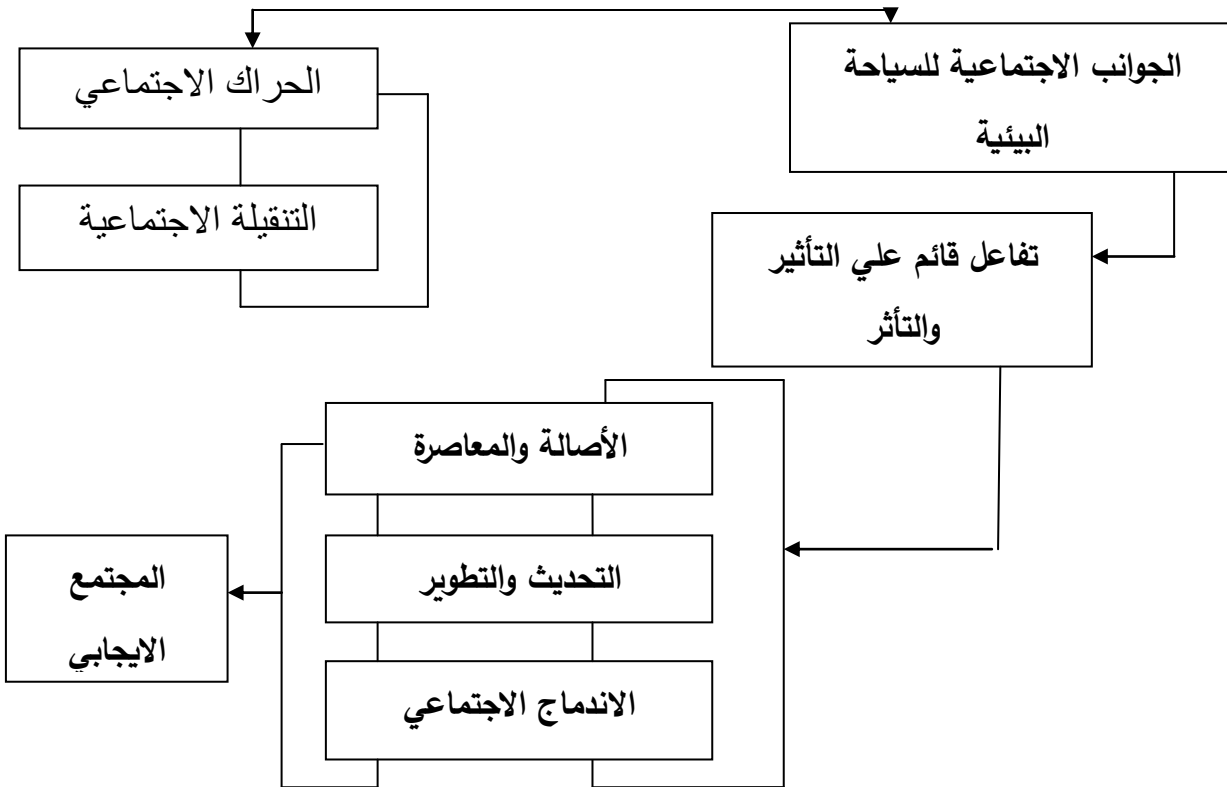 الجوانب الاجتماعية للسياحة
البيئية
الحراك الاجتماعي
التنقيلة الاجتماعية
تفاعل قائم علي التأثير
والتأثر
الأصالة والمعاصرة
التحديث والتطوير
الاندماج الاجتماعي
المجتمع
الايجابي